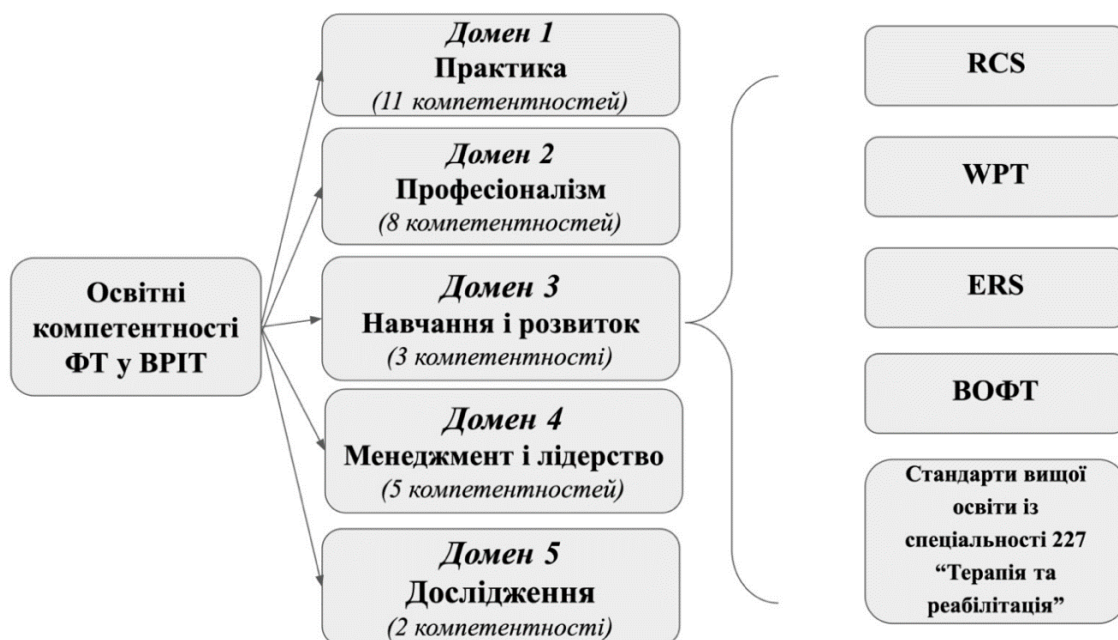 Освітні
компетентності
ФТ у ВРІТ
Домен 1
Практика
(11 компетентностей)
Домен 2
Професіоналізм
(8 компетентностей)
Домен 3
Навчання і розвиток
(3 компетентності)
Домен 4
Менеджмент і лідерство
(5 компетентностей)
Домен 5
Дослідження
(2 компетентності)
RCS
WPT
ERS
ВОФТ
Стандарти вищої
освіти із
спеціальності 227
“Терапія та
реабілітація”